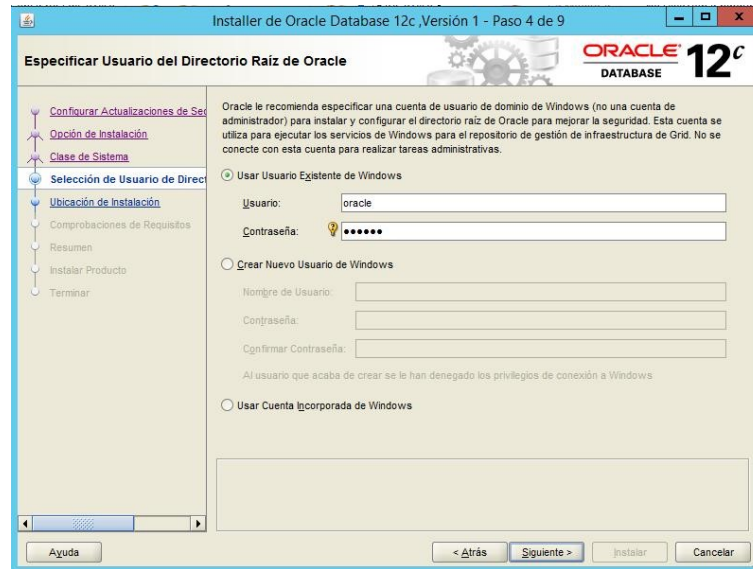 Installer de Oracle Database 12c ,Versión 1 - Paso 4 de 9
Especificar Usuario del Directorio Raíz de Oracle
ORACLE
DATABASE
12c
Configurar Actualizaciones de Seg
Opción de Instalación
Clase de Sistema
Selección de Usuario de Direct
Ubicación de Instalación
Comprobaciones de Requisitos
Resumen
Instalar Producto
Terminar
Oracle le recomienda especificar una cuenta de usuario de dominio de Windows (no una cuenta de
administrador) para instalar y configurar el directorio raíz de Oracle para mejorar la seguridad. Esta cuenta se
utiliza para ejecutar los servicios de Windows para el repositorio de gestión de infraestructura de Grid. No se
conecte con esta cuenta para realizar tareas administrativas.
Usar Usuario Existente de Windows
Usuario: oracle
Contraseña: ••••••
Crear Nuevo Usuario de Windows
Nombre de Usuario:
Contraseña:
Confirmar Contraseña:
Al usuario que acaba de crear se le han denegado los privilegios de conexión a Windows
Usar Cuenta Incorporada de Windows
Ayuda
< Atrás
Siguiente >
Instalar
Cancelar